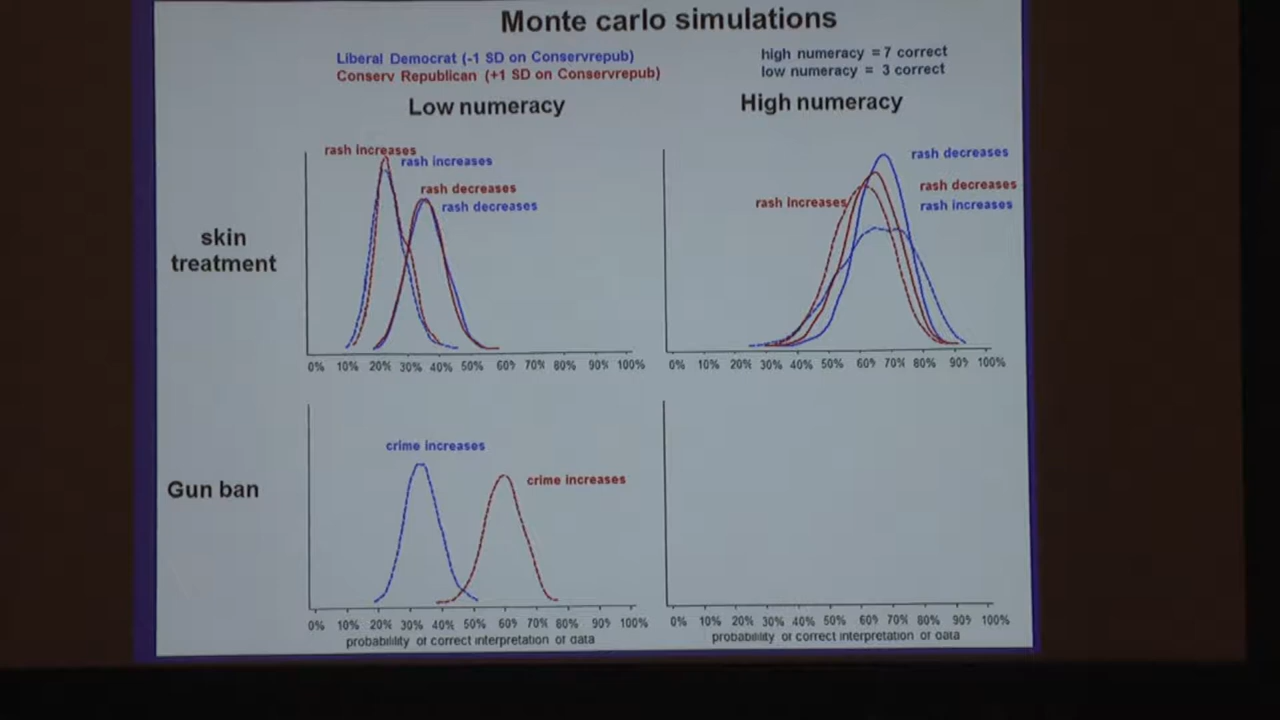 Monte carlo simulations
Liberal Democrat (-1 SD on Conservrepub)
Conserv Republican (+1 SD on Conservrepub)
high numeracy = 7 correct
low numeracy = 3 correct
Low numeracy
High numeracy
rash increases
rash increases
rash decreases
rash decreases
rash decreases
rash decreases
rash increases
rash increases
skin
treatment
0% 10% 20% 30% 40% 50% 60% 70% 80% 90% 100%
0% 10% 20% 30% 40% 50% 60% 70% 80% 90% 100%
crime increases
crime increases
Gun ban
0% 10% 20% 30% 40% 50% 60% 70% 80% 90% 100%
0% 10% 20% 30% 40% 50% 60% 70% 80% 90% 100%
probability of correct interpretation of data
probability of correct interpretation of data